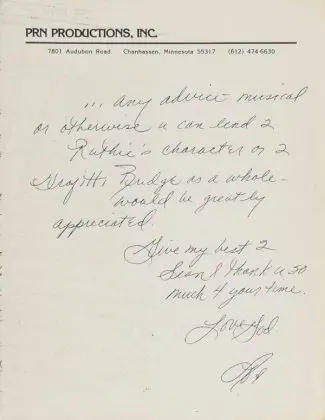 PRN PRODUCTIONS, INC.
7801 Audubon Road Chanhassen, Minnesota 55317 (612) 474-6630
... any advice - musical
or otherwise u can lend 2
Ruthie's character or 2
Graffiti Bridge as a whole -
would be greatly
appreciated.
Give my best 2
Sean & thank u so
much 4 your time.
Love God.